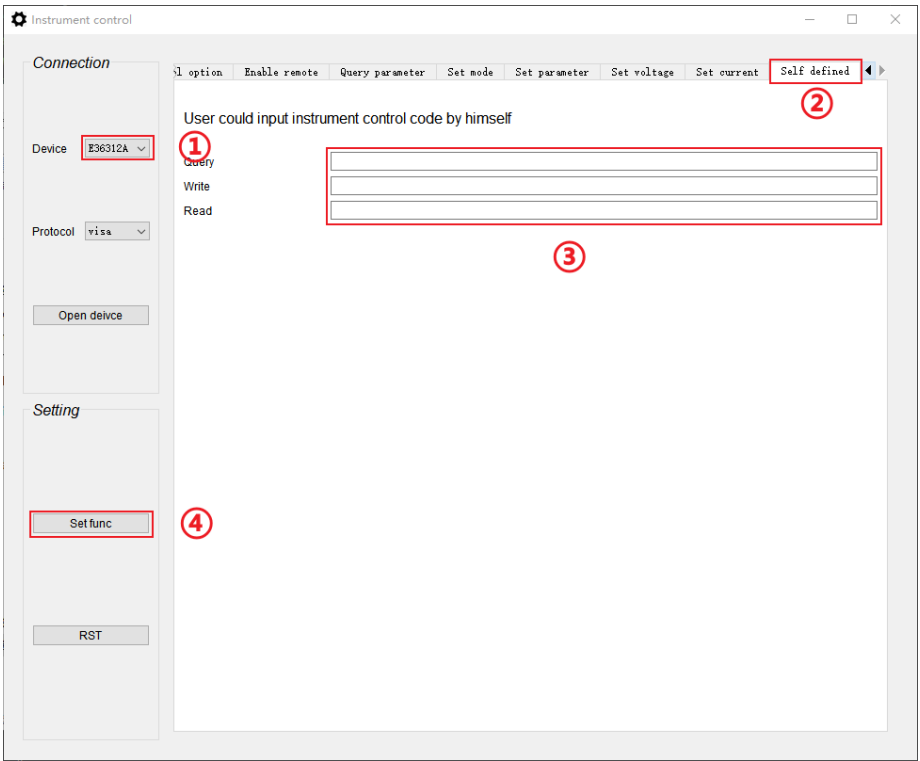 Instrument control
Connection
Device E36312A
Protocol visa
Open deivce
Setting
Set func
RST
l option Enable remote Query parameter Set mode Set parameter Set voltage Set current Self defined
User could input instrument control code by himself
Query
Write
Read
①
②
③
④